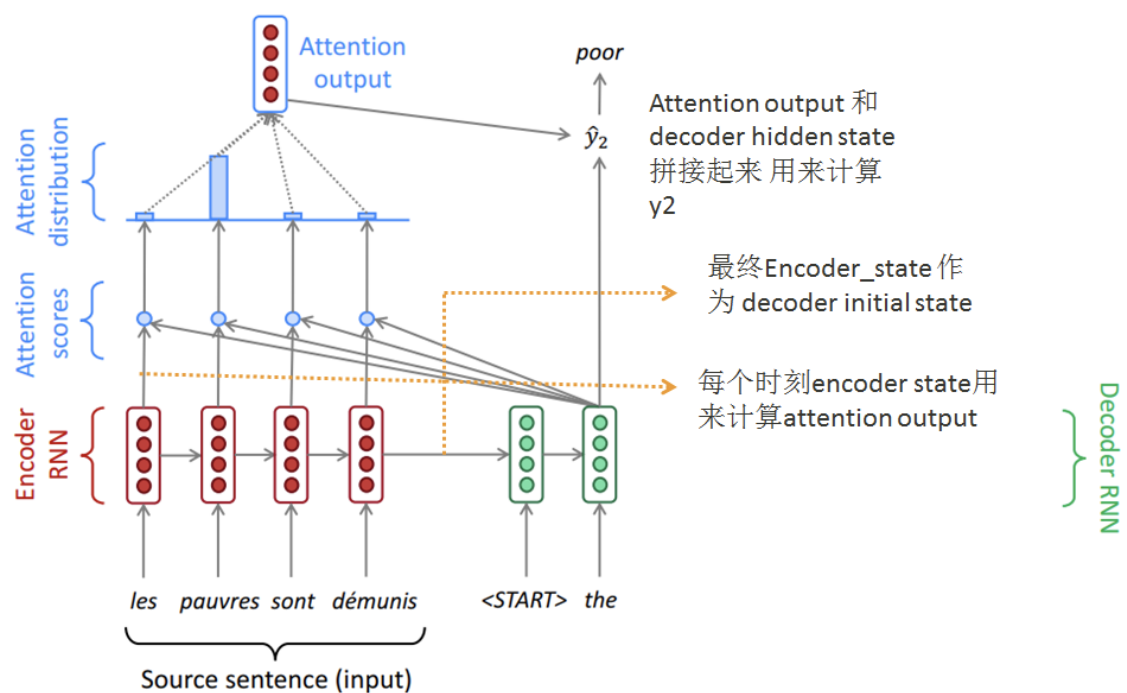 Attention
output
poor
Attention output 和
decoder hidden state
拼接起来 用来计算
y2
ŷ₂
Attention
distribution
最终Encoder_state 作
为 decoder initial state
Attention
scores
每个时刻encoder state用
来计算attention output
Encoder
RNN
Decoder RNN
les pauvres sont démunis <START> the
Source sentence (input)